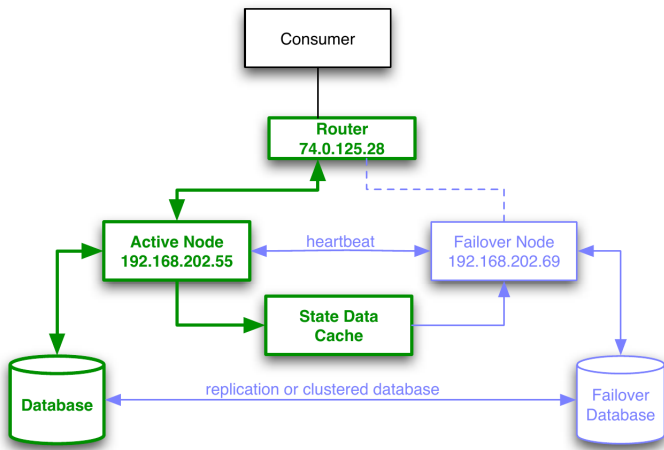 Consumer
Router
74.0.125.28
Active Node
192.168.202.55
heartbeat
Failover Node
192.168.202.69
State Data
Cache
Database
replication or clustered database
Failover
Database